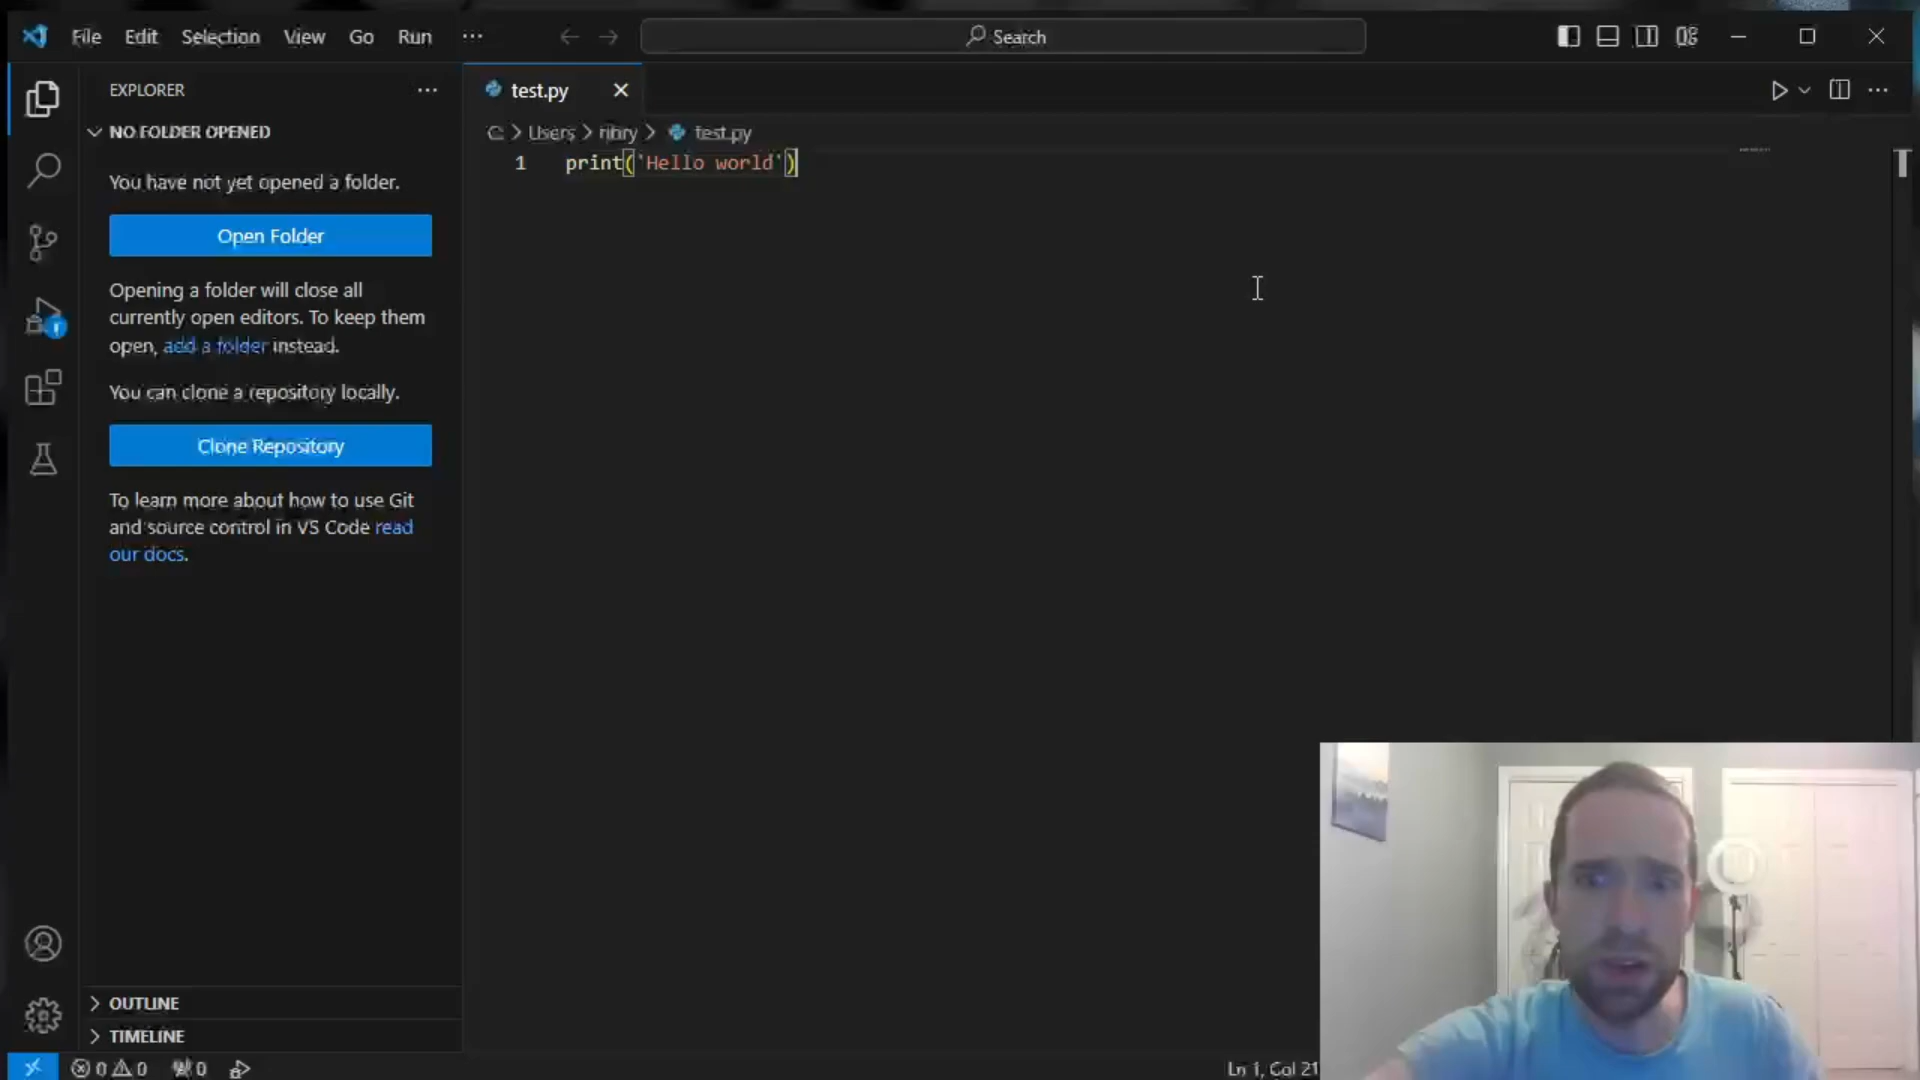 File Edit Selection View Go Run ... Search
EXPLORER ...
test.py
NO FOLDER OPENED
C: > Users > > test.py
You have not yet opened a folder.
1 print('Hello world')
Open Folder
Opening a folder will close all
currently open editors. To keep them
open, add a folder instead.
You can clone a repository locally.
Clone Repository
To learn more about how to use Git
and source control in VS Code read
our docs.
OUTLINE
TIMELINE
0 0 0
Ln 1, Col 21